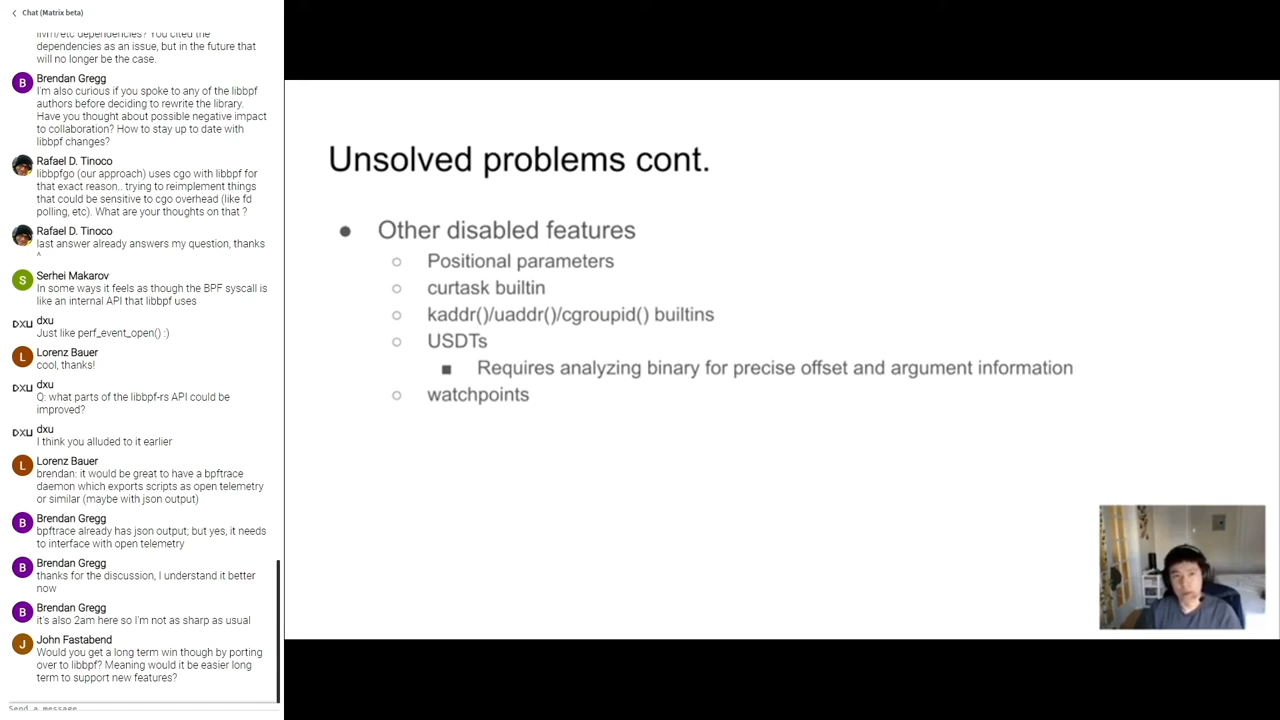 Chat (Matrix beta)
llvm/etc dependencies? You cited the
dependencies as an issue, but in the future that
will no longer be the case.
B
Brendan Gregg
I'm also curious if you spoke to any of the libbpf
authors before deciding to rewrite the library.
Have you thought about possible negative impact
to collaboration? How to stay up to date with
libbpf changes?
Rafael D. Tinoco
libbpfgo (our approach) uses cgo with libbpf for
that exact reason.. trying to reimplement things
that could be sensitive to cgo overhead (like fd
polling, etc). What are your thoughts on that ?
Rafael D. Tinoco
last answer already answers my question, thanks
^
S
Serhei Makarov
In some ways it feels as though the BPF syscall is
like an internal API that libbpf uses
DXU
dxu
Just like perf_event_open() :)
L
Lorenz Bauer
cool, thanks!
DXU
dxu
Q: what parts of the libbpf-rs API could be
improved?
DXU
dxu
I think you alluded to it earlier
L
Lorenz Bauer
brendan: it would be great to have a bpftrace
daemon which exports scripts as open telemetry
or similar (maybe with json output)
B
Brendan Gregg
bpftrace already has json output; but yes, it needs
to interface with open telemetry
B
Brendan Gregg
thanks for the discussion, I understand it better
now
B
Brendan Gregg
it's also 2am here so I'm not as sharp as usual
J
John Fastabend
Would you get a long term win though by porting
over to libbpf? Meaning would it be easier long
term to support new features?
Send a message
Unsolved problems cont.
Other disabled features
Positional parameters
curtask builtin
kaddr()/uaddr()/cgroupid() builtins
USDTs
Requires analyzing binary for precise offset and argument information
watchpoints